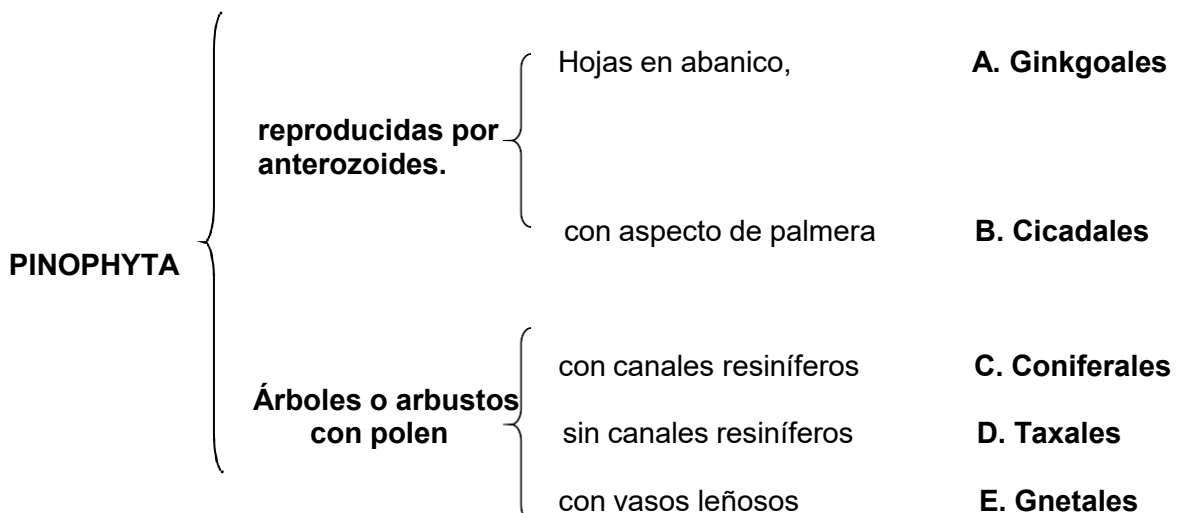 Hojas en abanico, A. Ginkgoales
reproducidas por
anterozoides.
con aspecto de palmera B. Cicadales
PINOPHYTA
con canales resiníferos C. Coniferales
Árboles o arbustos
con polen
sin canales resiníferos D. Taxales
con vasos leñosos E. Gnetales